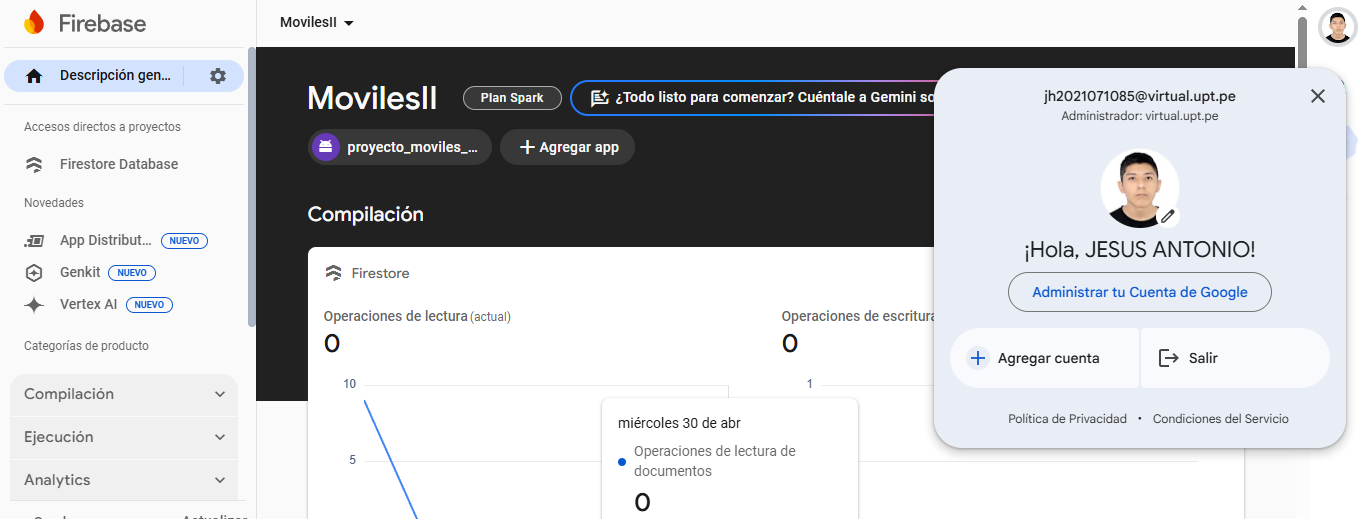 Firebase
MovilesII
Descripción gen...
Accesos directos a proyectos
Firestore Database
Novedades
App Distribut... NUEVO
Genkit NUEVO
Vertex AI NUEVO
Categorías de producto
Compilación
Ejecución
Analytics
MovilesII
Plan Spark
¿Todo listo para comenzar? Cuéntale a Gemini so
proyecto_moviles_...
Agregar app
Compilación
Firestore
Operaciones de lectura (actual)
0
Operaciones de escritura
0
10
5
1
miércoles 30 de abr
Operaciones de lectura de
documentos
0
jh2021071085@virtual.upt.pe
Administrador: virtual.upt.pe
¡Hola, JESUS ANTONIO!
Administrar tu Cuenta de Google
Agregar cuenta
Salir
Política de Privacidad • Condiciones del Servicio